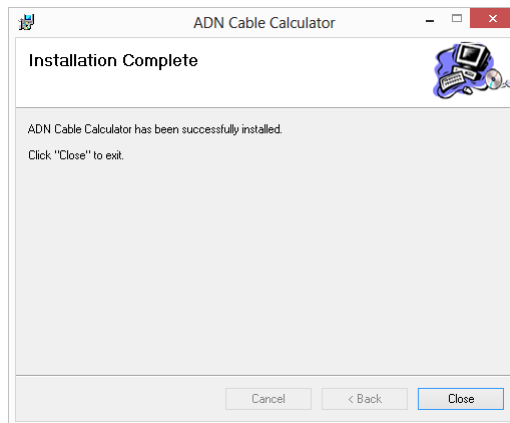 ADN Cable Calculator
Installation Complete
ADN Cable Calculator has been successfully installed.
Click "Close" to exit.
Cancel
< Back
Close